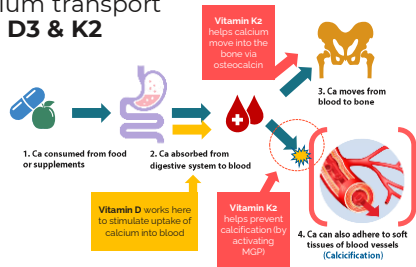 ium transport
D3 & K2
Vitamin K2
helps calcium
move into the
bone via
osteocalcin
3. Ca moves from
blood to bone
1. Ca consumed from food
or supplements
2. Ca absorbed from
digestive system to blood
Vitamin D works here
to stimulate uptake of
calcium into blood
Vitamin K2
helps prevent
calcification (by
activating
MGP)
4. Ca can also adhere to soft
tissues of blood vessels
(Calcicification)